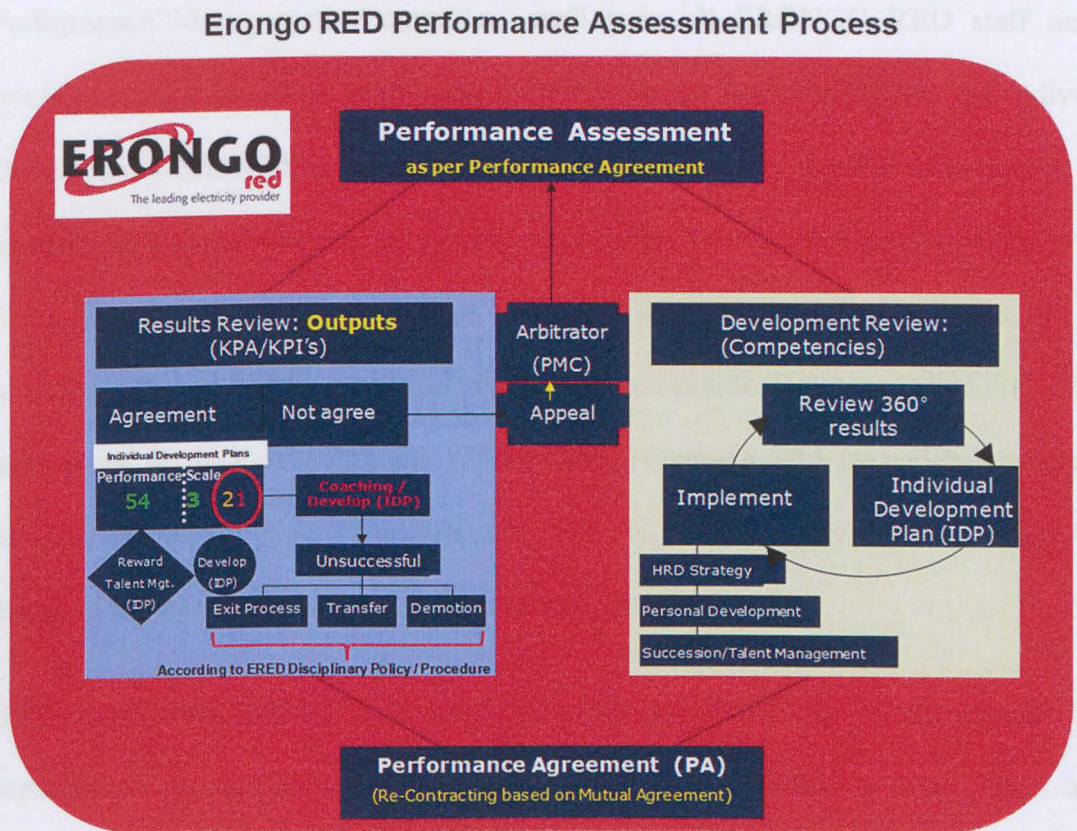 Erongo RED Performance Assessment Process
ERONGO
red
The leading electricity provider
Performance Assessment
as per Performance Agreement
Results Review: Outputs
(KPA/KPI's)
Agreement
Not agree
Arbitrator
(PMC)
Appeal
Individual Development Plans
Performance Scale
54 3 21
Coaching /
Develop (IDP)
Reward
Talent Mgt.
(IDP)
Develop
(IDP)
Unsuccessful
Exit Process
Transfer
Demotion
According to ERED Disciplinary Policy / Procedure
Development Review:
(Competencies)
Review 360°
results
Implement
Individual
Development
Plan (IDP)
HRD Strategy
Personal Development
Succession/Talent Management
Performance Agreement (PA)
(Re-Contracting based on Mutual Agreement)